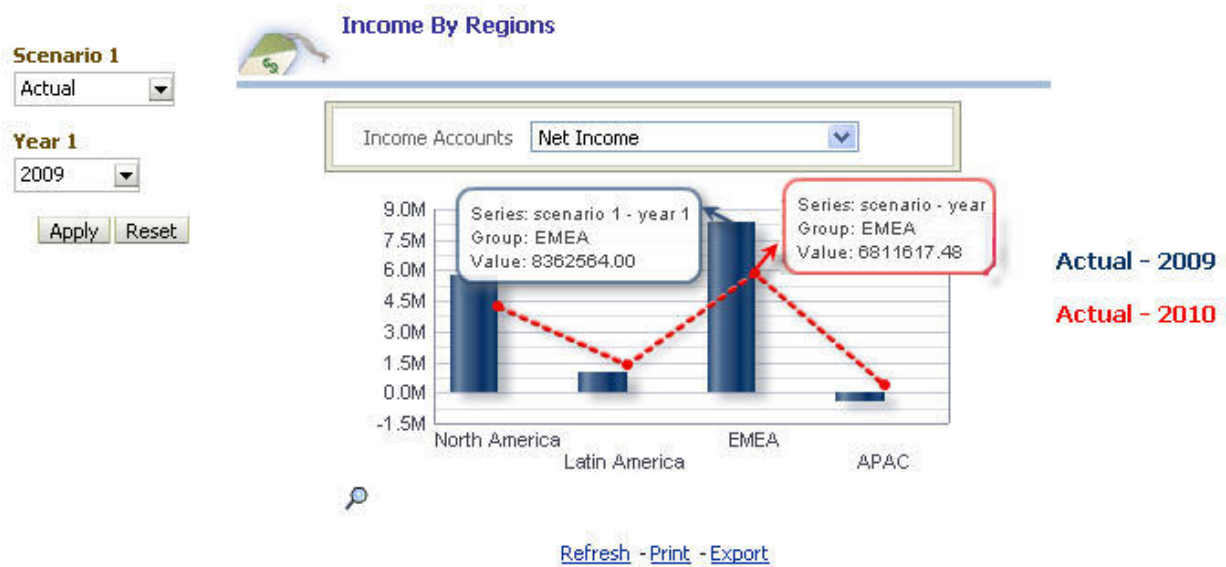 Income By Regions
Scenario 1
Actual
Year 1
2009
Apply Reset
Income Accounts Net Income
9.0M
7.5M
6.0M
4.5M
3.0M
1.5M
0.0M
-1.5M
Series: scenario 1 - year 1
Group: EMEA
Value: 8362564.00
Series: scenario - year
Group: EMEA
Value: 6811617.48
North America
Latin America
EMEA
APAC
Actual - 2009
Actual - 2010
Refresh - Print - Export